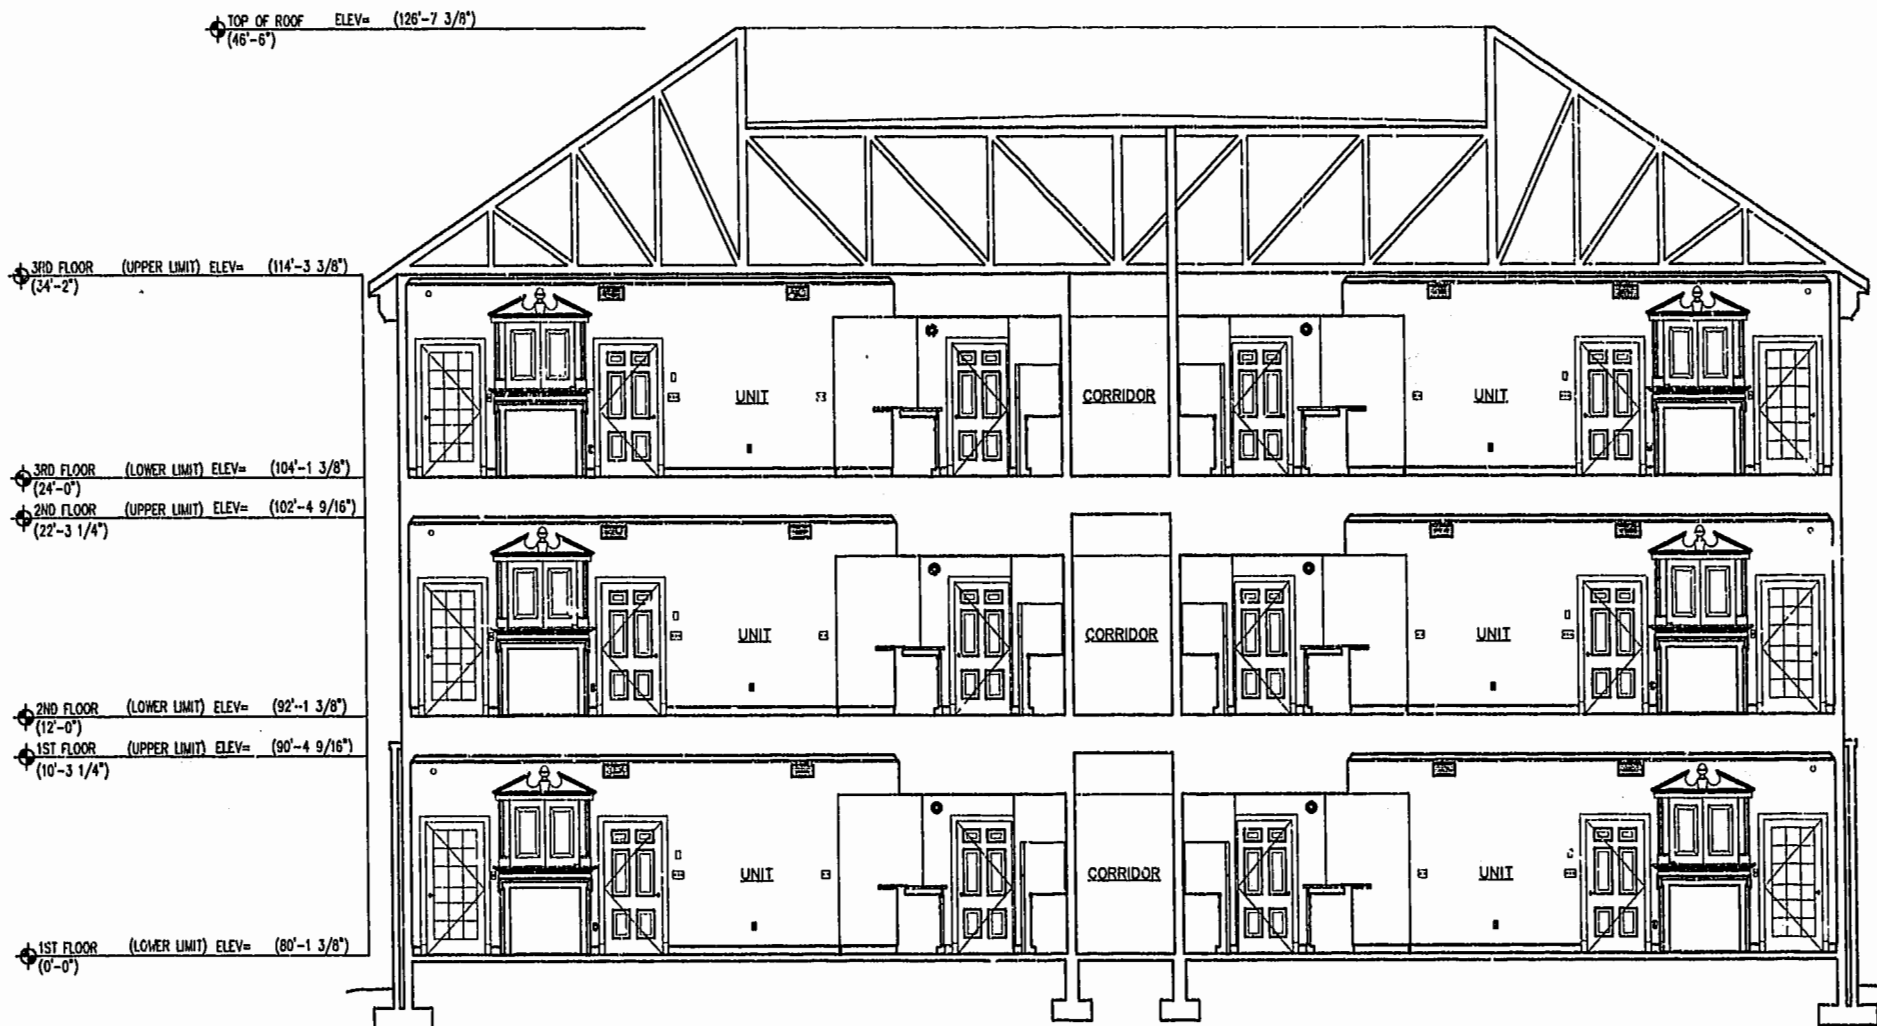 TOP OF ROOF ELEV= (126'-7 3/8")
(46'-6")
3RD FLOOR (UPPER LIMIT) ELEV= (114'-3 3/8")
(34'-2")
UNIT CORRIDOR UNIT
3RD FLOOR (LOWER LIMIT) ELEV= (104'-1 3/8")
(24'-0")
2ND FLOOR (UPPER LIMIT) ELEV= (102'-4 9/16")
(22'-3 1/4")
UNIT CORRIDOR UNIT
2ND FLOOR (LOWER LIMIT) ELEV= (92'-1 3/8")
(12'-0")
1ST FLOOR (UPPER LIMIT) ELEV= (90'-4 9/16")
(10'-3 1/4")
UNIT CORRIDOR UNIT
1ST FLOOR (LOWER LIMIT) ELEV= (80'-1 3/8")
(0'-0")